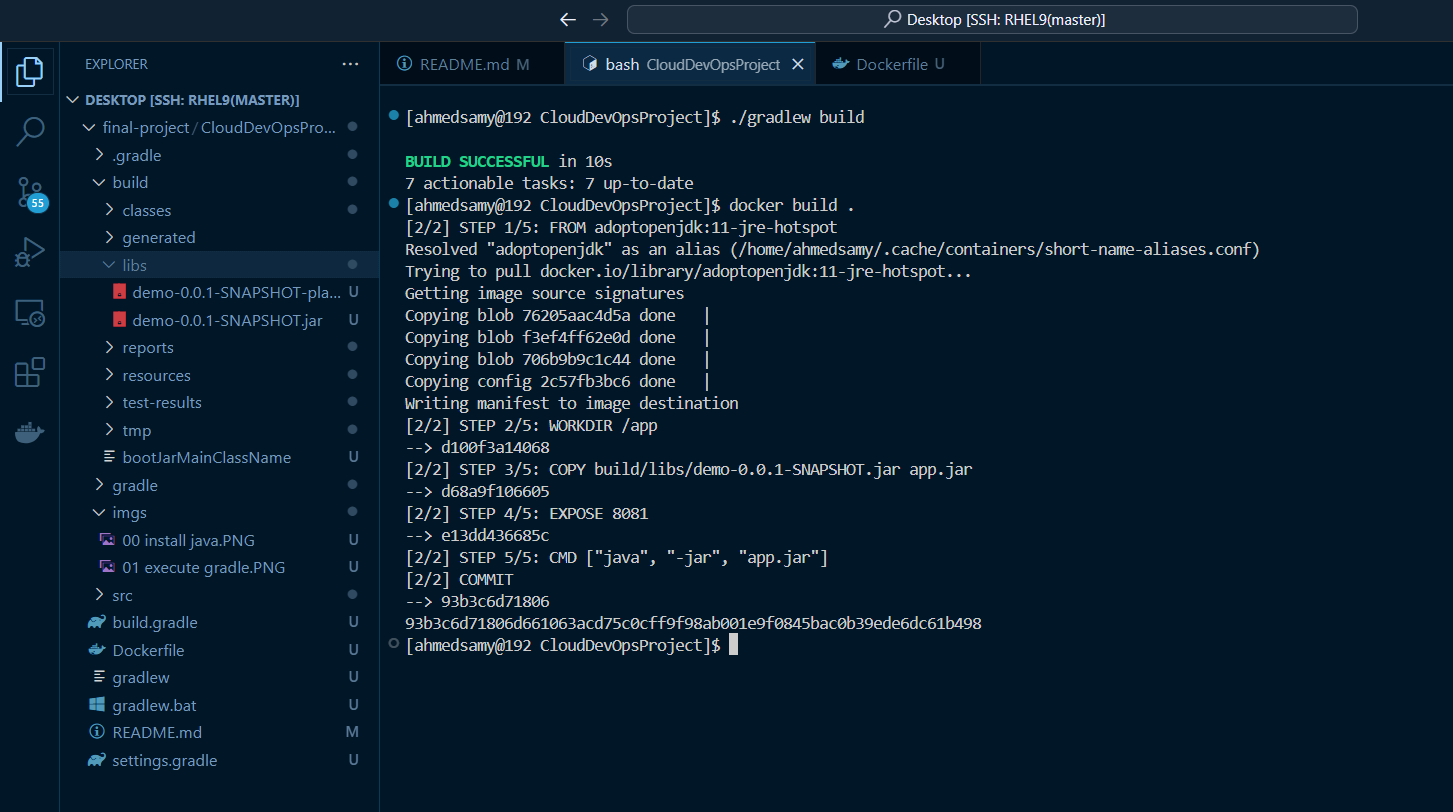 Desktop [SSH: RHEL9(master)]
EXPLORER
DESKTOP [SSH: RHEL9(MASTER)]
final-project / CloudDevOpsPro...
.gradle
build
classes
generated
libs
demo-0.0.1-SNAPSHOT-pla... U
demo-0.0.1-SNAPSHOT.jar U
reports
resources
test-results
tmp
bootJarMainClassName U
gradle
imgs
00 install java.PNG U
01 execute gradle.PNG U
src
build.gradle U
Dockerfile U
gradlew U
gradlew.bat U
README.md M
settings.gradle U
55
README.md M
bash CloudDevOpsProject
Dockerfile U
[ahmedsamy@192 CloudDevOpsProject]$ ./gradlew build
BUILD SUCCESSFUL in 10s
7 actionable tasks: 7 up-to-date
[ahmedsamy@192 CloudDevOpsProject]$ docker build .
[2/2] STEP 1/5: FROM adoptopenjdk:11-jre-hotspot
Resolved "adoptopenjdk" as an alias (/home/ahmedsamy/.cache/containers/short-name-aliases.conf)
Trying to pull docker.io/library/adoptopenjdk:11-jre-hotspot...
Getting image source signatures
Copying blob 76205aac4d5a done |
Copying blob f3ef4ff62e0d done |
Copying blob 706b9b9c1c44 done |
Copying config 2c57fb3bc6 done |
Writing manifest to image destination
[2/2] STEP 2/5: WORKDIR /app
--> d100f3a14068
[2/2] STEP 3/5: COPY build/libs/demo-0.0.1-SNAPSHOT.jar app.jar
--> d68a9f106605
[2/2] STEP 4/5: EXPOSE 8081
--> e13dd436685c
[2/2] STEP 5/5: CMD ["java", "-jar", "app.jar"]
[2/2] COMMIT
--> 93b3c6d71806
93b3c6d71806d661063acd75c0cff9f98ab001e9f0845bac0b39ede6dc61b498
[ahmedsamy@192 CloudDevOpsProject]$